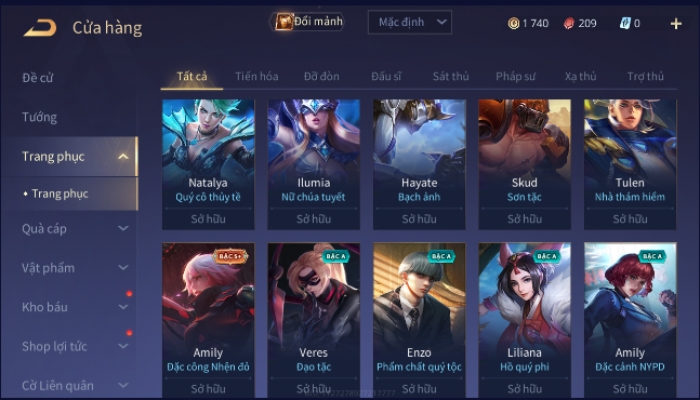 Cửa hàng
Đổi mảnh
Mặc định
1 740
209
0
+
Đề cử
Tướng
Trang phục
• Trang phục
Quà cáp
Vật phẩm
Kho báu
Shop lợi tức
Cờ Liên quân
Tất cả
Tiên hóa
Đỡ đòn
Đấu sĩ
Sát thủ
Pháp sư
Xạ thủ
Trợ thủ
Natalya
Quý cô thủy tề
Sở hữu
Ilumia
Nữ chúa tuyết
Sở hữu
Hayate
Bạch ảnh
Sở hữu
Skud
Sơn tặc
Sở hữu
Tulen
Nhà thám hiểm
Sở hữu
BẬC S+
Amily
Đặc công Nhện đỏ
Sở hữu
BẬC A
Veres
Đạo tặc
Sở hữu
BẬC A
Enzo
Phẩm chất quý tộc
Sở hữu
BẬC A
Liliana
Hồ quý phi
Sở hữu
BẬC A
Amily
Đặc cảnh NYPD
Sở hữu